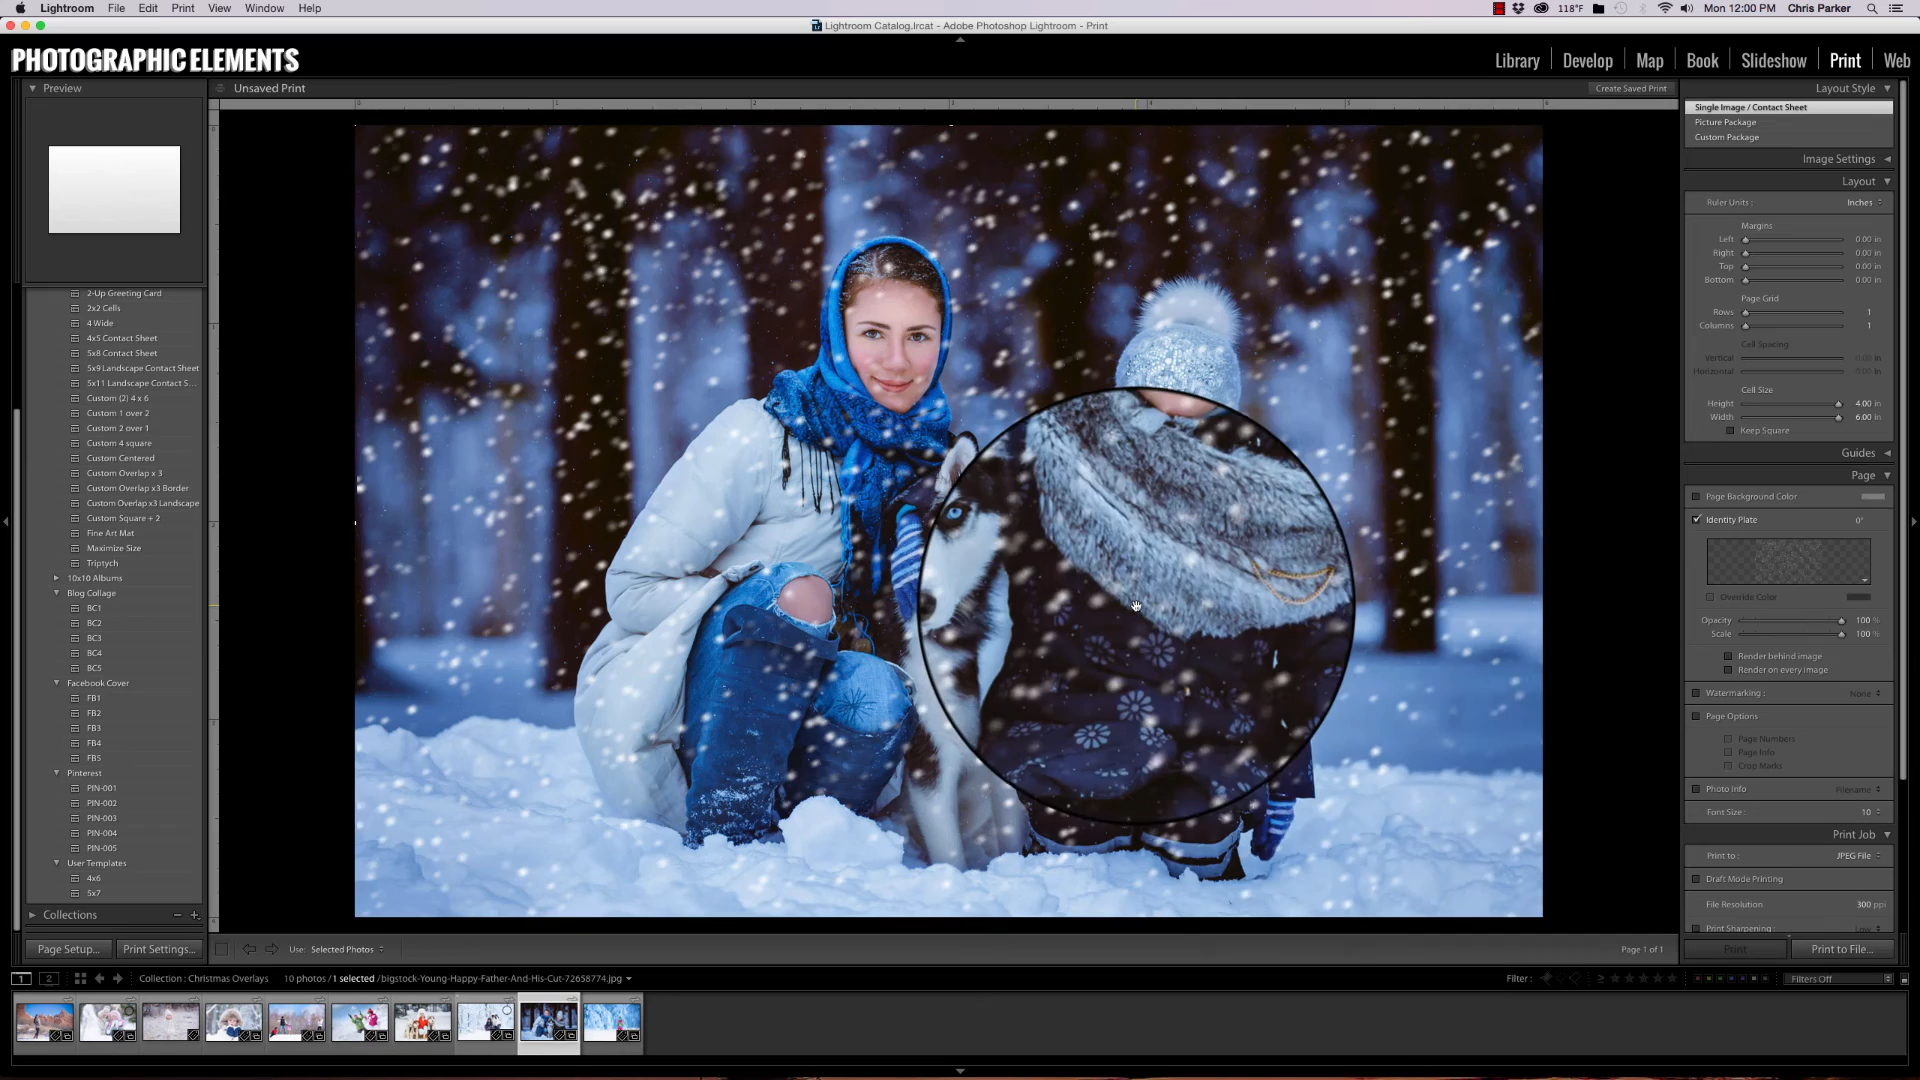 Lightroom File Edit Print View Window Help 118°F Mon 12:00 PM Chris Parker
Lightroom Catalog.lrcat - Adobe Photoshop Lightroom - Print
PHOTOGRAPHIC ELEMENTS Library Develop Map Book Slideshow Print Web
Preview
Unsaved Print
Create Saved Print
2-Up Greeting Card
2x2 Cells
4 Wide
4x5 Contact Sheet
5x8 Contact Sheet
5x9 Landscape Contact Sheet
5x11 Landscape Contact S...
Custom (2) 4 x 6
Custom 1 over 2
Custom 2 over 1
Custom 4 square
Custom Centered
Custom Overlap x 3
Custom Overlap x3 Border
Custom Overlap x3 Landscape
Custom Square + 2
Fine Art Mat
Maximize Size
Triptych
10x10 Albums
Blog Collage
BC1
BC2
BC3
BC4
BC5
Facebook Cover
FB1
FB2
FB3
FB4
FB5
Pinterest
PIN-001
PIN-002
PIN-003
PIN-004
PIN-005
User Templates
4x6
5x7
Collections
Page Setup... Print Settings...
Layout Style
Single Image / Contact Sheet
Picture Package
Custom Package
Image Settings
Layout
Ruler Units: Inches
Margins
Left 0.00 in
Right 0.00 in
Top 0.00 in
Bottom 0.00 in
Page Grid
Rows 1
Columns 1
Cell Spacing
Vertical 0.00 in
Horizontal 0.00 in
Cell Size
Height 4.00 in
Width 6.00 in
Keep Square
Guides
Page
Page Background Color
Identity Plate 0°
Override Color
Opacity 100 %
Scale 100 %
Render behind image
Render on every image
Watermarking: None
Page Options
Page Numbers
Page Info
Crop Marks
Photo Info Filename
Font Size: 10
Print Job
Print to: JPEG File
Draft Mode Printing
File Resolution 300 ppi
Print Sharpening Low
Print Print to File...
Use: Selected Photos Page 1 of 1
1 2 Collection : Christmas Overlays 10 photos / 1 selected / bigstock-Young-Happy-Father-And-His-Cut-72658774.jpg Filter : Filters Off